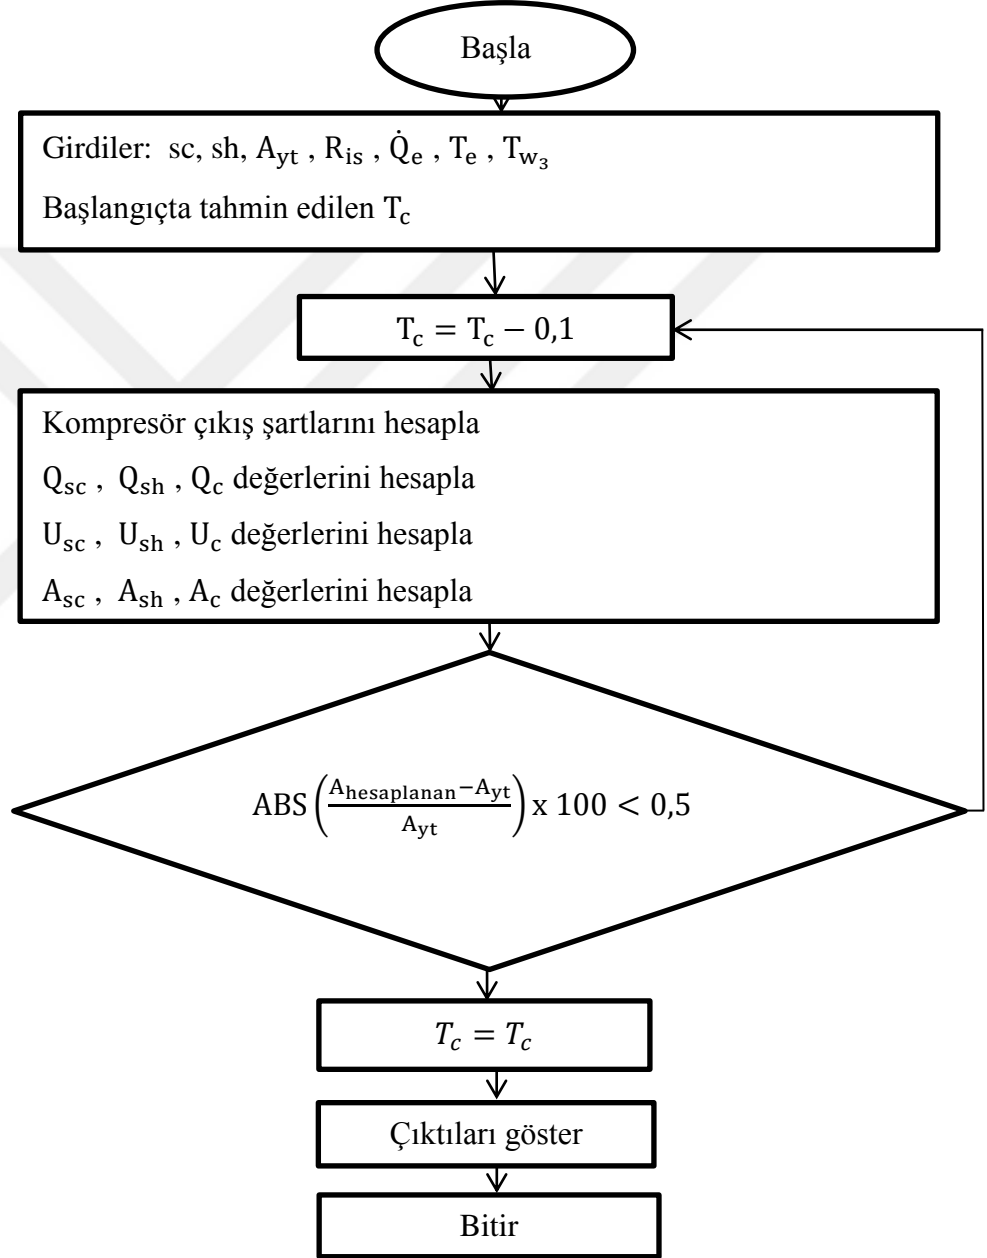 Başla
Girdiler: sc, sh, A_yt , R_is , Q̇_e , T_e , T_w₃
Başlangıçta tahmin edilen T_c
T_c = T_c − 0,1
Kompresör çıkış şartlarını hesapla
Q_sc , Q_sh , Q_c değerlerini hesapla
U_sc , U_sh , U_c değerlerini hesapla
A_sc , A_sh , A_c değerlerini hesapla
ABS ((A_hesaplanan − A_yt) / A_yt) x 100 < 0,5
T_c = T_c
Çıktıları göster
Bitir